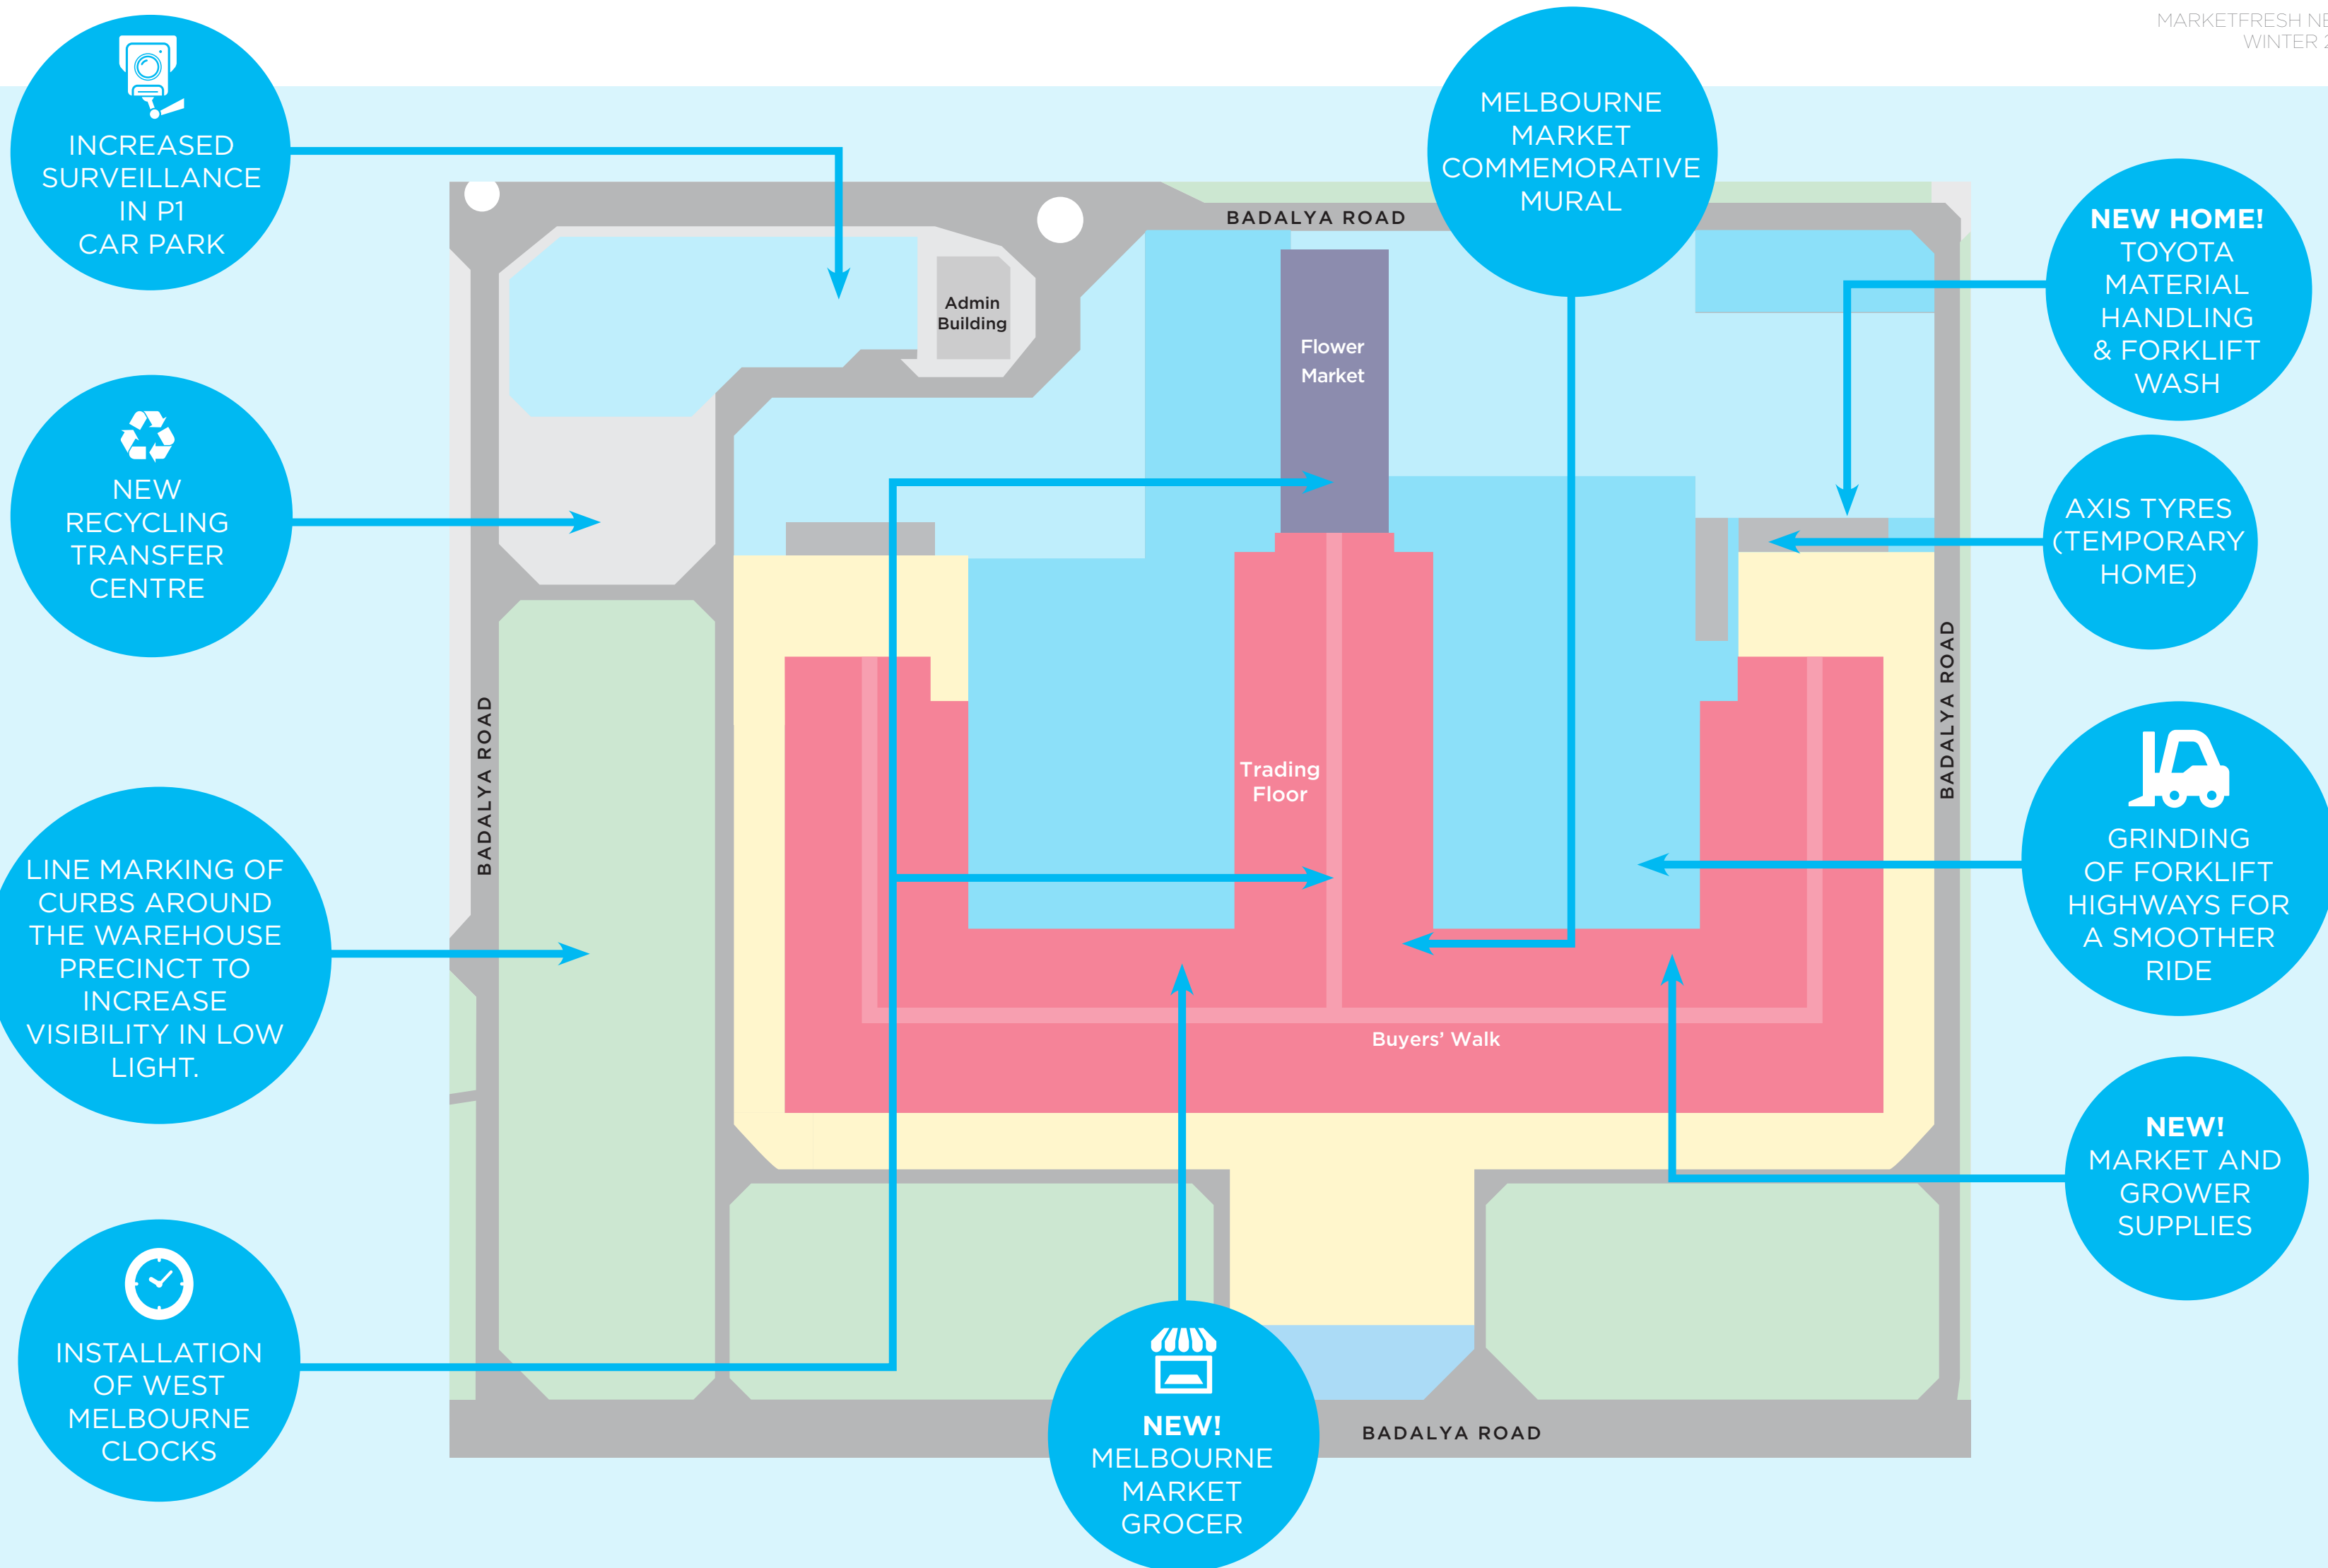 MARKETFRESH
WINTER
INCREASED
SURVEILLANCE
IN P1
CAR PARK
MELBOURNE
MARKET
COMMEMORATIVE
MURAL
BADALYA ROAD
NEW HOME!
TOYOTA
MATERIAL
HANDLING
& FORKLIFT
WASH
Admin
Building
Flower
Market
NEW
RECYCLING
TRANSFER
CENTRE
AXIS TYRES
(TEMPORARY
HOME)
BADALYA ROAD
BADALYA ROAD
Trading
Floor
LINE MARKING OF
CURBS AROUND
THE WAREHOUSE
PRECINCT TO
INCREASE
VISIBILITY IN LOW
LIGHT.
GRINDING
OF FORKLIFT
HIGHWAYS FOR
A SMOOTHER
RIDE
Buyers’ Walk
NEW!
MARKET AND
GROWER
SUPPLIES
INSTALLATION
OF WEST
MELBOURNE
CLOCKS
NEW!
MELBOURNE
MARKET
GROCER
BADALYA ROAD